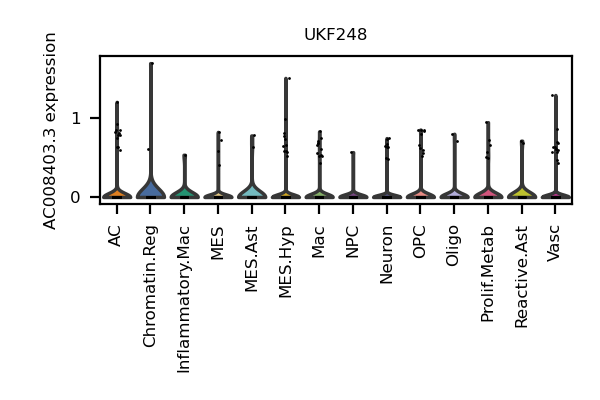 UKF248
AC008403.3 expression
1
0
AC
Chromatin.Reg
Inflammatory.Mac
MES
MES.Ast
MES.Hyp
Mac
NPC
Neuron
OPC
Oligo
Prolif.Metab
Reactive.Ast
Vasc